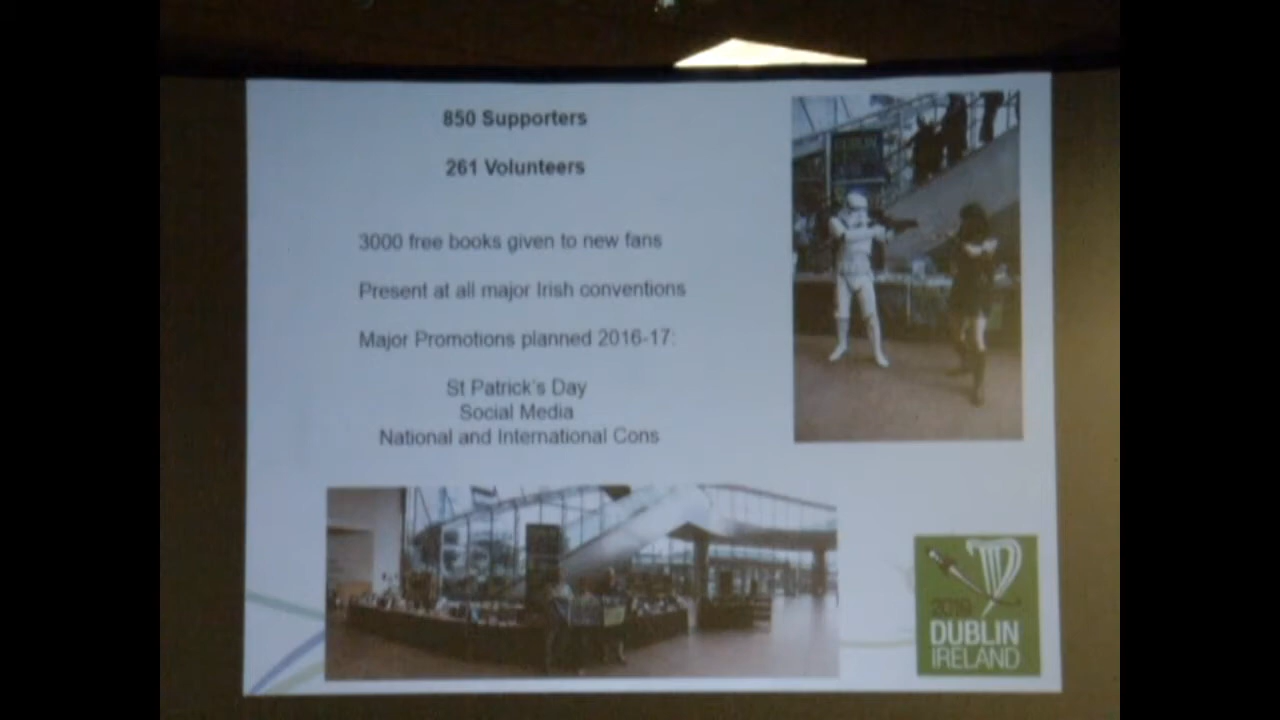 850 Supporters
261 Volunteers
3000 free books given to new fans
Present at all major Irish conventions
Major Promotions planned 2016-17:
St Patrick's Day
Social Media
National and International Cons
2019
DUBLIN
IRELAND